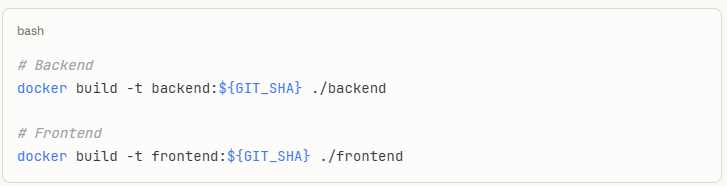 bash
# Backend
docker build -t backend:${GIT_SHA} ./backend
# Frontend
docker build -t frontend:${GIT_SHA} ./frontend